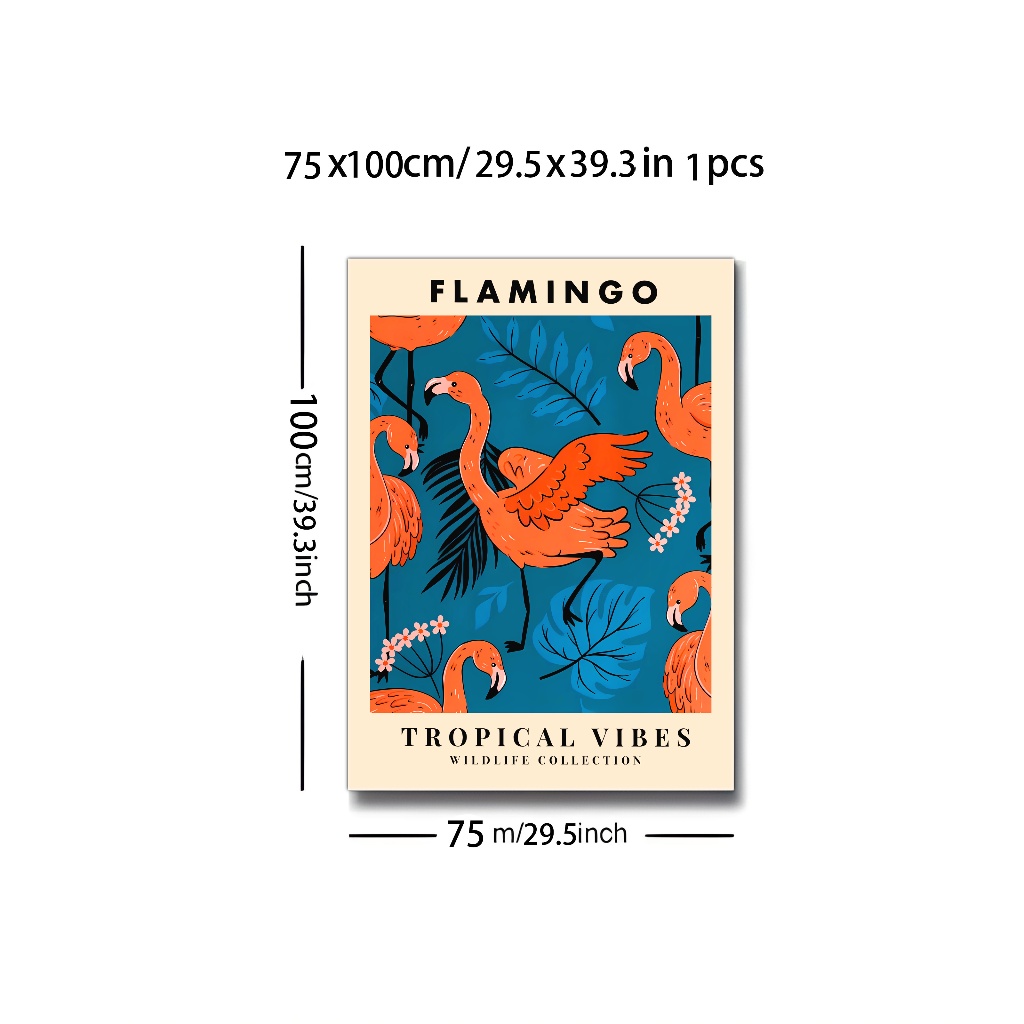 75x100cm/29.5x39.3in 1pcs
FLAMINGO
100cm/39.3inch
TROPICAL VIBES
WILDLIFE COLLECTION
75 m/29.5inch